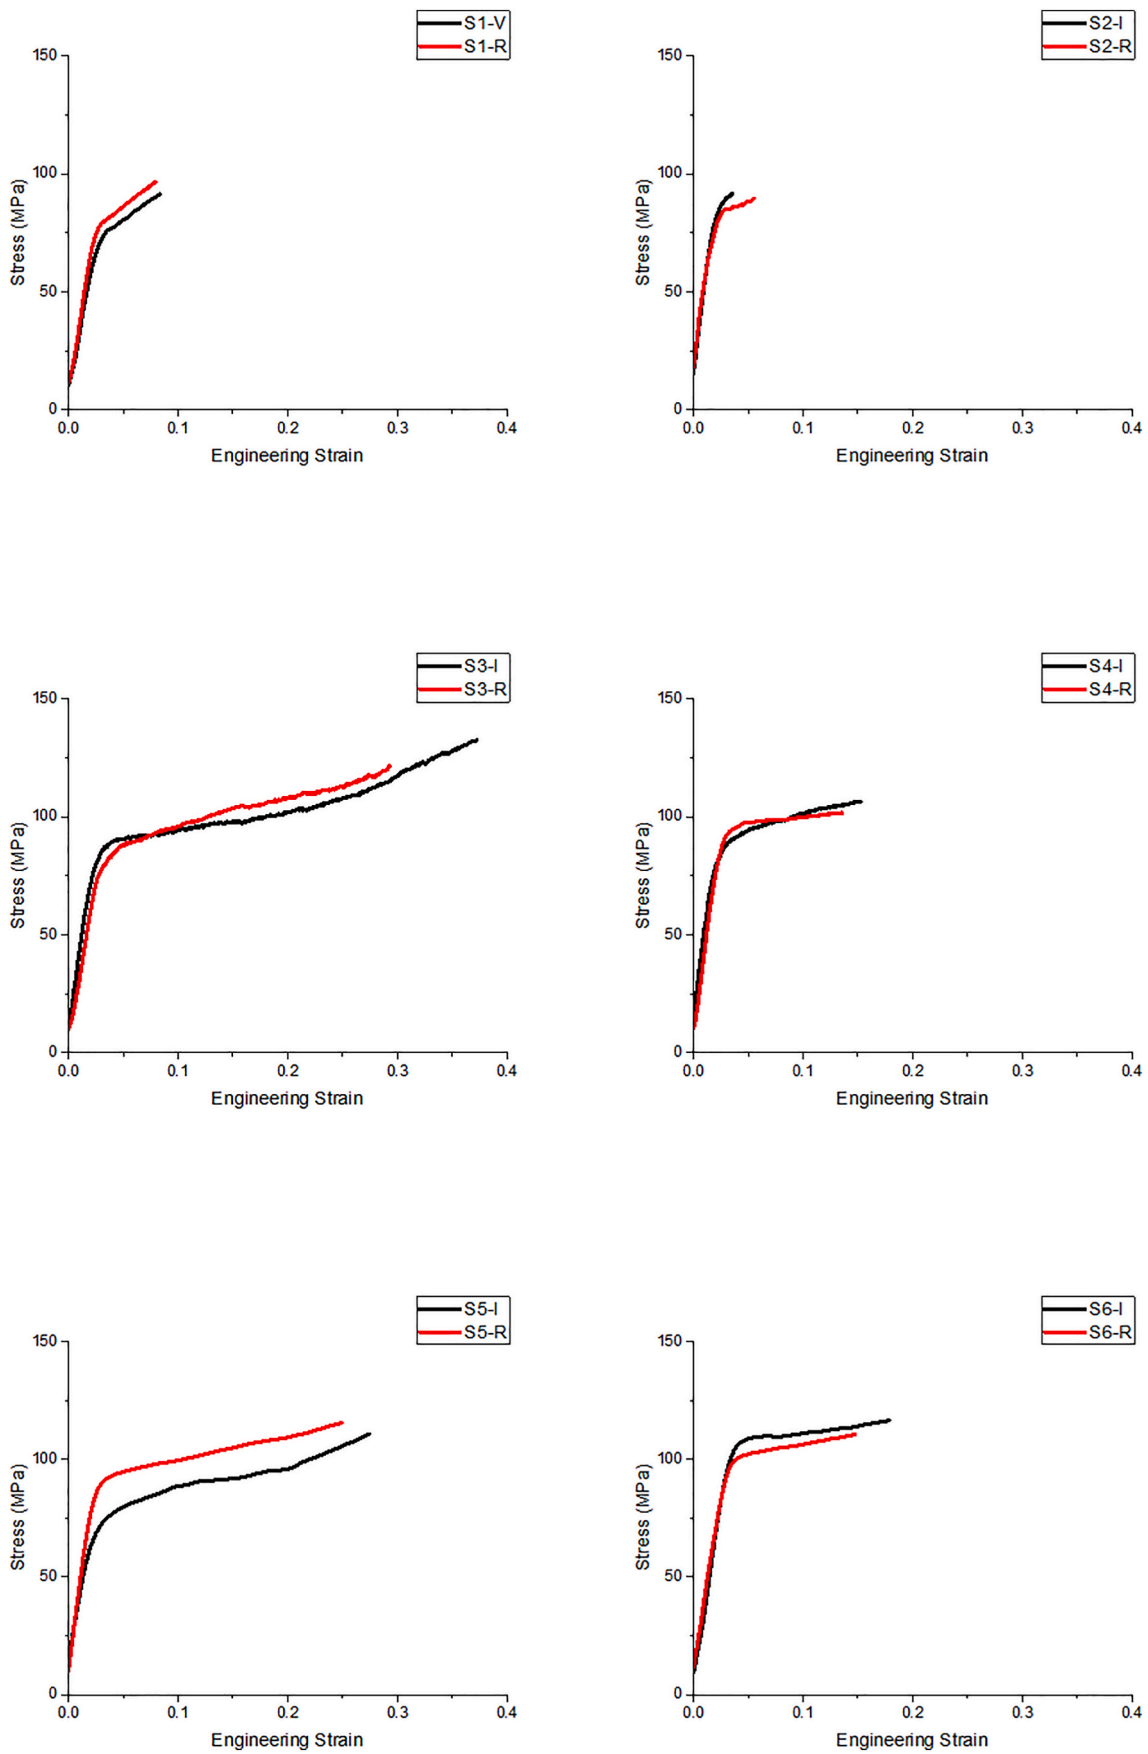 S1-V
S1-R
150
100
50
0
Stress (MPa)
0.0 0.1 0.2 0.3 0.4
Engineering Strain
S2-I
S2-R
150
100
50
0
Stress (MPa)
0.0 0.1 0.2 0.3 0.4
Engineering Strain
S3-I
S3-R
150
100
50
0
Stress (MPa)
0.0 0.1 0.2 0.3 0.4
Engineering Strain
S4-I
S4-R
150
100
50
0
Stress (MPa)
0.0 0.1 0.2 0.3 0.4
Engineering Strain
S5-I
S5-R
150
100
50
0
Stress (MPa)
0.0 0.1 0.2 0.3 0.4
Engineering Strain
S6-I
S6-R
150
100
50
0
Stress (MPa)
0.0 0.1 0.2 0.3 0.4
Engineering Strain